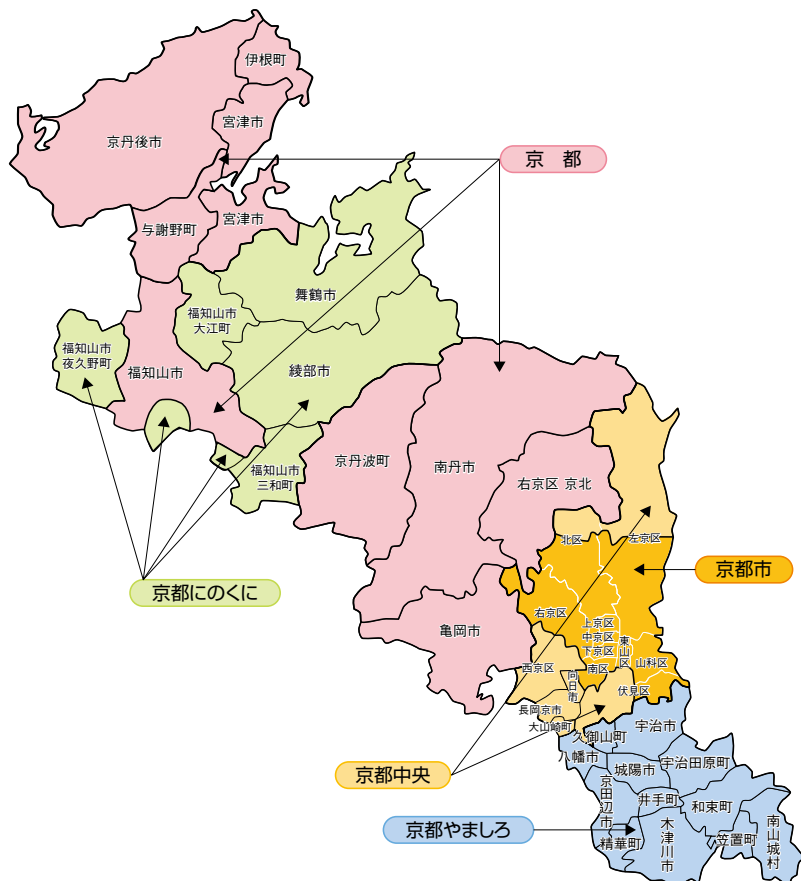 伊根町
宮津市
京丹後市
京 都
与謝野町
宮津市
舞鶴市
福知山市
大江町
福知山市
夜久野町
福知山市
綾部市
京丹波町
南丹市
福知山市
三和町
右京区 京北
北区
左京区
京都市
京都にのくに
右京区
上京区
中京区
下京区
東山区
山科区
亀岡市
西京区
南区
向日市
伏見区
長岡京市
大山崎町
久御山町
宇治市
八幡市
京都中央
城陽市
宇治田原町
京田辺市
井手町
和束町
京都やましろ
精華町
木津川市
笠置町
南山城村